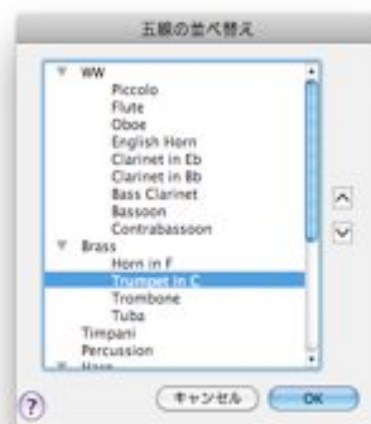 五線の並べ替え
WW
Piccolo
Flute
Oboe
English Horn
Clarinet in Eb
Clarinet in Bb
Bass Clarinet
Bassoon
Contrabassoon
Brass
Horn in F
Trumpet in C
Trombone
Tuba
Timpani
Percussion
キャンセル
OK
?